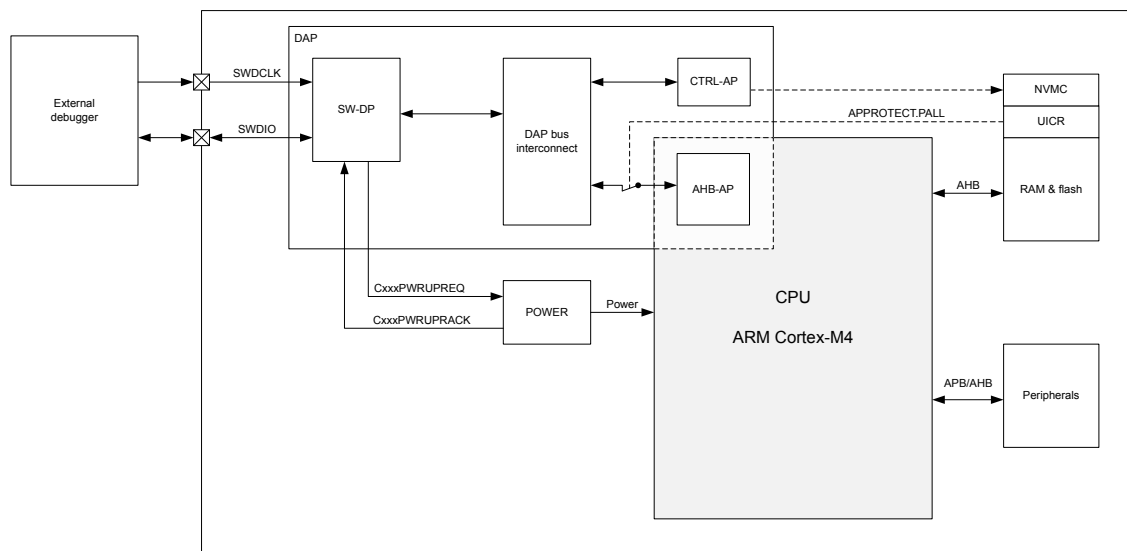 DAP
External
debugger
SWDCLK
SWDIO
SW-DP
DAP bus
interconnect
CTRL-AP
AHB-AP
APPROTECT.PALL
NVMC
UICR
RAM & flash
AHB
CxxxPWRUPREQ
CxxxPWRUPRACK
POWER
Power
CPU
ARM Cortex-M4
APB/AHB
Peripherals